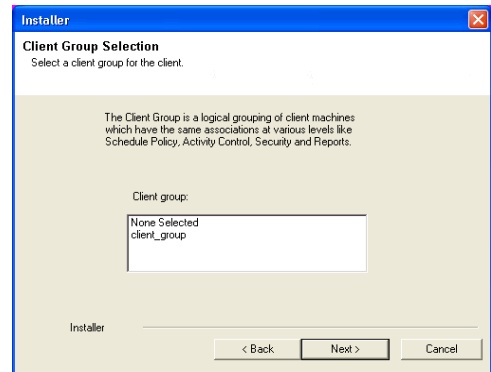 Installer
Client Group Selection
Select a client group for the client.
The Client Group is a logical grouping of client machines
which have the same associations at various levels like
Schedule Policy, Activity Control, Security and Reports.
Client group:
None Selected
client_group
Installer
< Back
Next >
Cancel